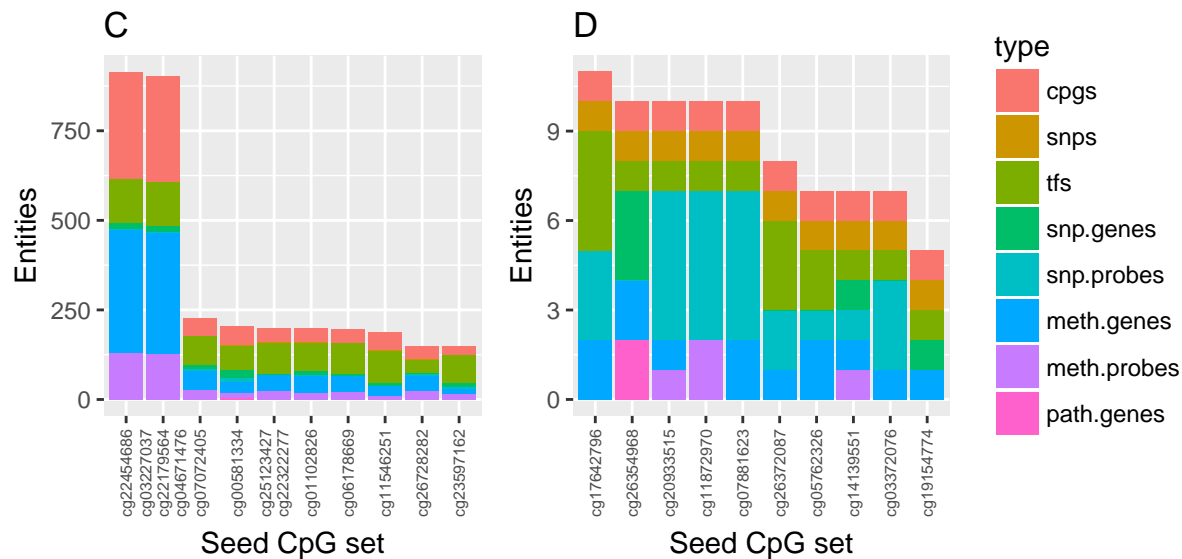 C
Entities
750
500
250
0
cg22454686
cg03227037
cg22179564
cg04671476
cg07072405
cg00581334
cg25123427
cg22322277
cg01102826
cg06178669
cg11546251
cg26728282
cg23597162
Seed CpG set
D
Entities
9
6
3
0
cg17642796
cg26354968
cg20933515
cg11872970
cg07881623
cg26372087
cg05762326
cg14139551
cg03372076
cg19154774
Seed CpG set
type
cpgs
snps
tfs
snp.genes
snp.probes
meth.genes
meth.probes
path.genes